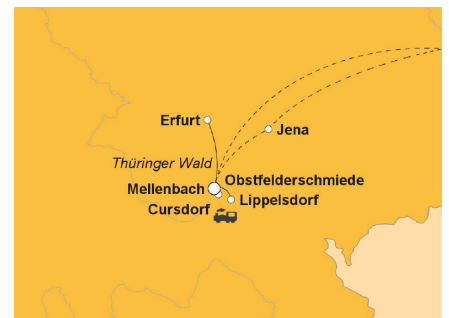 Erfurt
Jena
Thüringer Wald
Obstfelderschmiede
Mellenbach
Lippelsdorf
Cursdorf